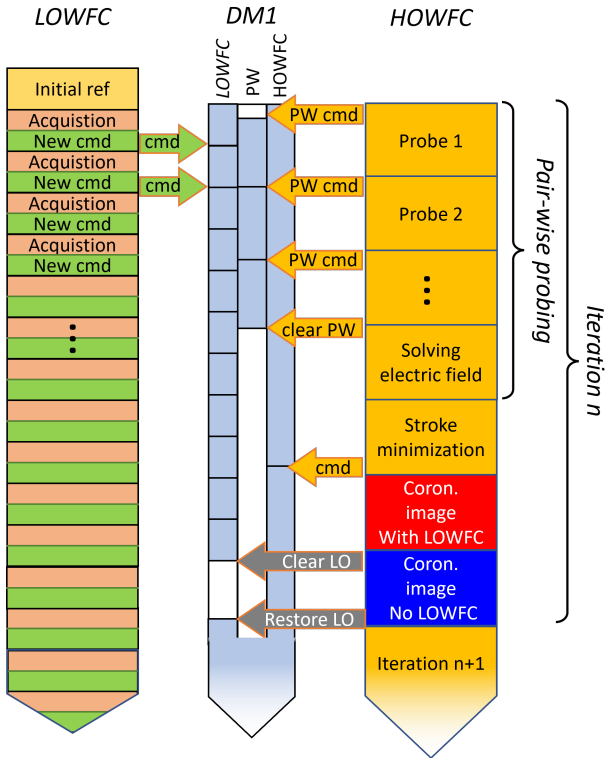 LOWFC
DM1
HOWFC
LOWFC
PW
HOWFC
Initial ref
Acquistion
New cmd
Acquistion
New cmd
Acquistion
New cmd
Acquistion
New cmd
cmd
cmd
PW cmd
PW cmd
PW cmd
clear PW
cmd
Clear LO
Restore LO
Probe 1
Probe 2
Solving
electric field
Stroke
minimization
Coron.
image
With LOWFC
Coron.
image
No LOWFC
Iteration n+1
Pair-wise probing
Iteration n